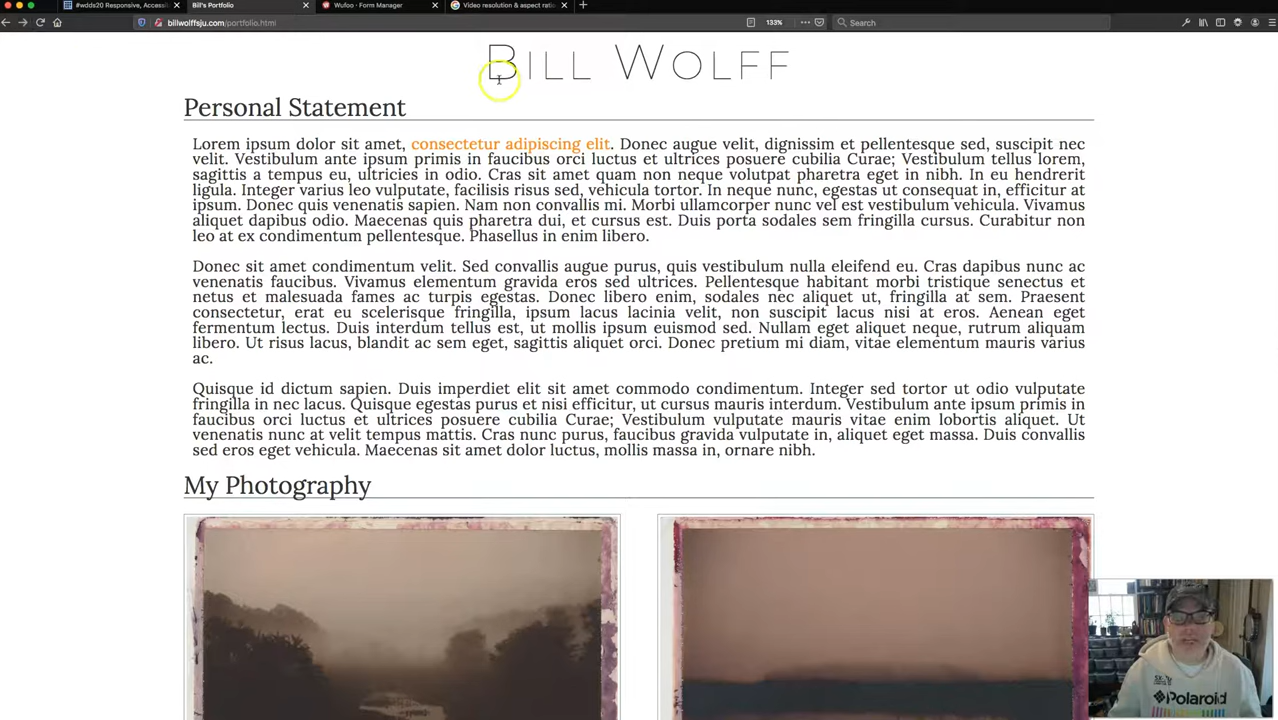 #wdds20 Responsive, Accessi
Bill's Portfolio
Wufoo · Form Manager
Video resolution & aspect rati
billwolffsju.com/portfolio.html
133%
Search
BILL WOLFF
Personal Statement
Lorem ipsum dolor sit amet, consectetur adipiscing elit. Donec augue velit, dignissim et pellentesque sed, suscipit nec
velit. Vestibulum ante ipsum primis in faucibus orci luctus et ultrices posuere cubilia Curae; Vestibulum tellus lorem,
sagittis a tempus eu, ultricies in odio. Cras sit amet quam non neque volutpat pharetra eget in nibh. In eu hendrerit
ligula. Integer varius leo vulputate, facilisis risus sed, vehicula tortor. In neque nunc, egestas ut consequat in, efficitur at
ipsum. Donec quis venenatis sapien. Nam non convallis mi. Morbi ullamcorper nunc vel est vestibulum vehicula. Vivamus
aliquet dapibus odio. Maecenas quis pharetra dui, et cursus est. Duis porta sodales sem fringilla cursus. Curabitur non
leo at ex condimentum pellentesque. Phasellus in enim libero.
Donec sit amet condimentum velit. Sed convallis augue purus, quis vestibulum nulla eleifend eu. Cras dapibus nunc ac
venenatis faucibus. Vivamus elementum gravida eros sed ultrices. Pellentesque habitant morbi tristique senectus et
netus et malesuada fames ac turpis egestas. Donec libero enim, sodales nec aliquet ut, fringilla at sem. Praesent
consectetur, erat eu scelerisque fringilla, ipsum lacus lacinia velit, non suscipit lacus nisi at eros. Aenean eget
fermentum lectus. Duis interdum tellus est, ut mollis ipsum euismod sed. Nullam eget aliquet neque, rutrum aliquam
libero. Ut risus lacus, blandit ac sem eget, sagittis aliquet orci. Donec pretium mi diam, vitae elementum mauris varius
ac.
Quisque id dictum sapien. Duis imperdiet elit sit amet commodo condimentum. Integer sed tortor ut odio vulputate
fringilla in nec lacus. Quisque egestas purus et nisi efficitur, ut cursus mauris interdum. Vestibulum ante ipsum primis in
faucibus orci luctus et ultrices posuere cubilia Curae; Vestibulum vulputate mauris vitae enim lobortis aliquet. Ut
venenatis nunc at velit tempus mattis. Cras nunc purus, faucibus gravida vulputate in, aliquet eget massa. Duis convallis
sed eros eget vehicula. Maecenas sit amet dolor luctus, mollis massa in, ornare nibh.
My Photography
Polaroid